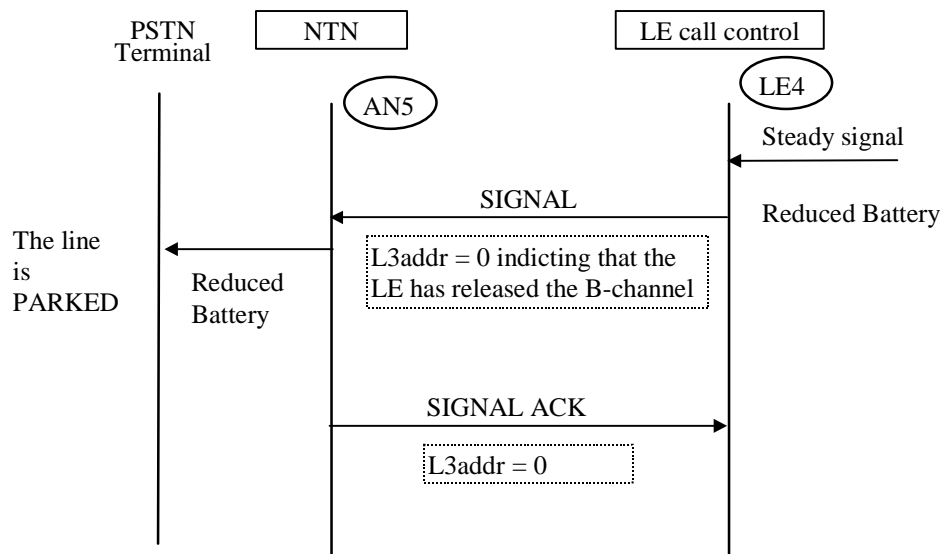 PSTN
Terminal
NTN
LE call control
AN5
LE4
Steady signal
SIGNAL
Reduced Battery
The line
is
PARKED
L3addr = 0 indicting that the
LE has released the B-channel
Reduced
Battery
SIGNAL ACK
L3addr = 0